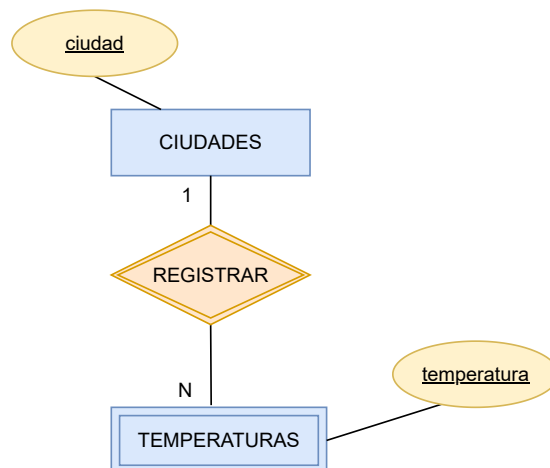 ciudad
CIUDADES
1
REGISTRAR
N
temperatura
TEMPERATURAS